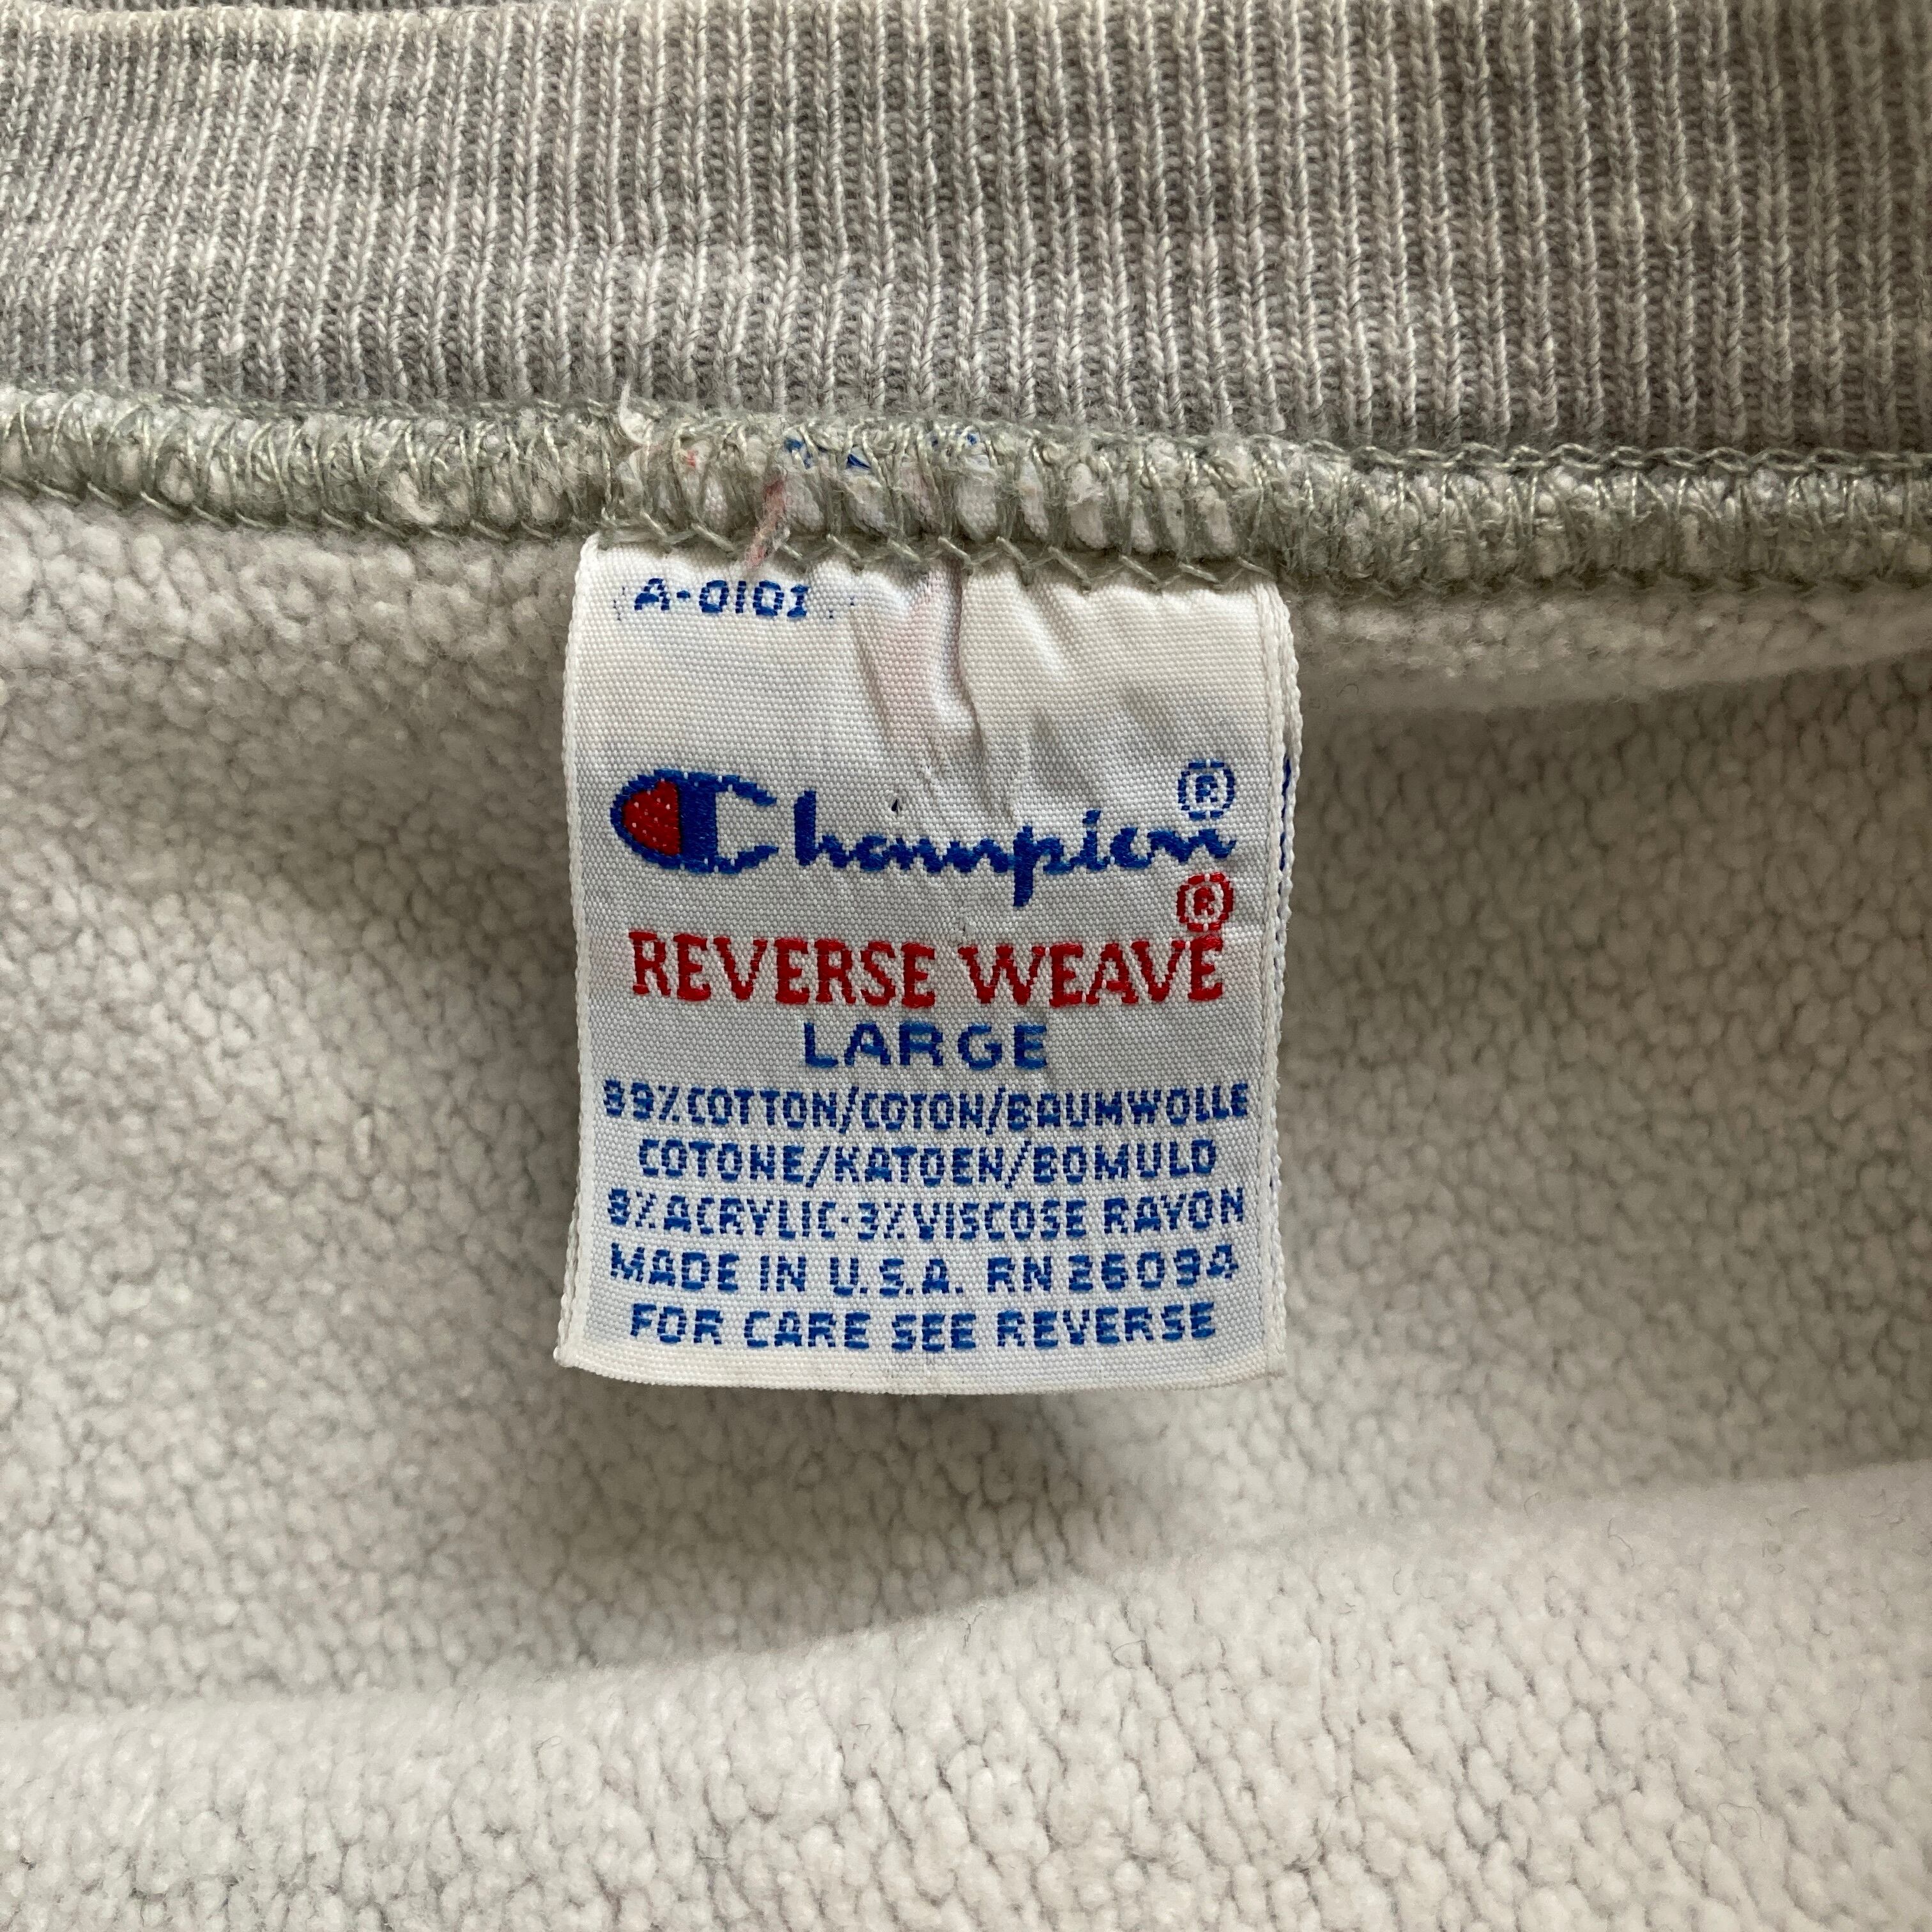 A-0101
Champion®
REVERSE WEAVE®
LARGE
89% COTTON/COTON/BAUMWOLLE
COTONE/KATOEN/BOMULD
8% ACRYLIC-3% VISCOSE RAYON
MADE IN U.S.A. RN 26094
FOR CARE SEE REVERSE